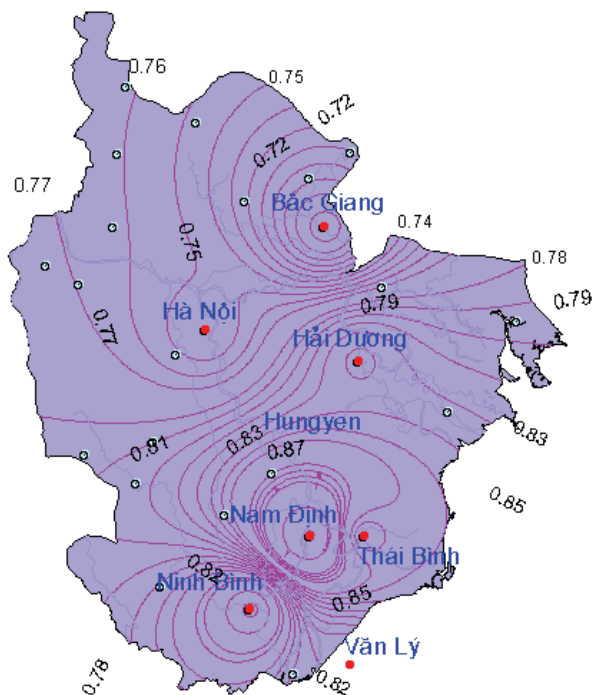 0.76
0.75
0.72
0.72
0.77
Bắc Giang
0.74
0.75
0.78
0.79
0.79
0.77
Hà Nội
Hải Dương
Hungyen
0.83
0.83
0.81
0.87
0.85
Nam Định
Thái Bình
0.82
Ninh Bình
0.85
Văn Lý
0.78
0.82